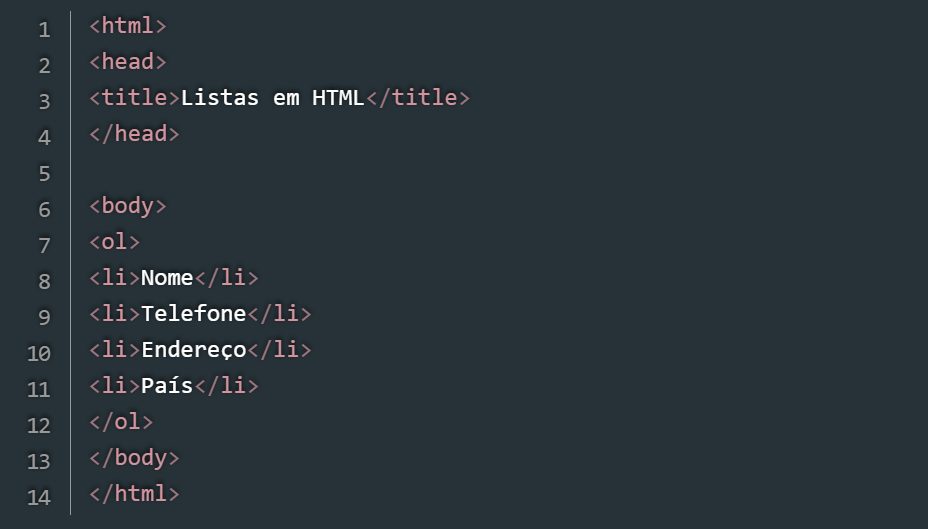 1 <html>
2 <head>
3 <title>Listas em HTML</title>
4 </head>
5
6 <body>
7 <ol>
8 <li>Nome</li>
9 <li>Telefone</li>
10 <li>Endereço</li>
11 <li>País</li>
12 </ol>
13 </body>
14 </html>